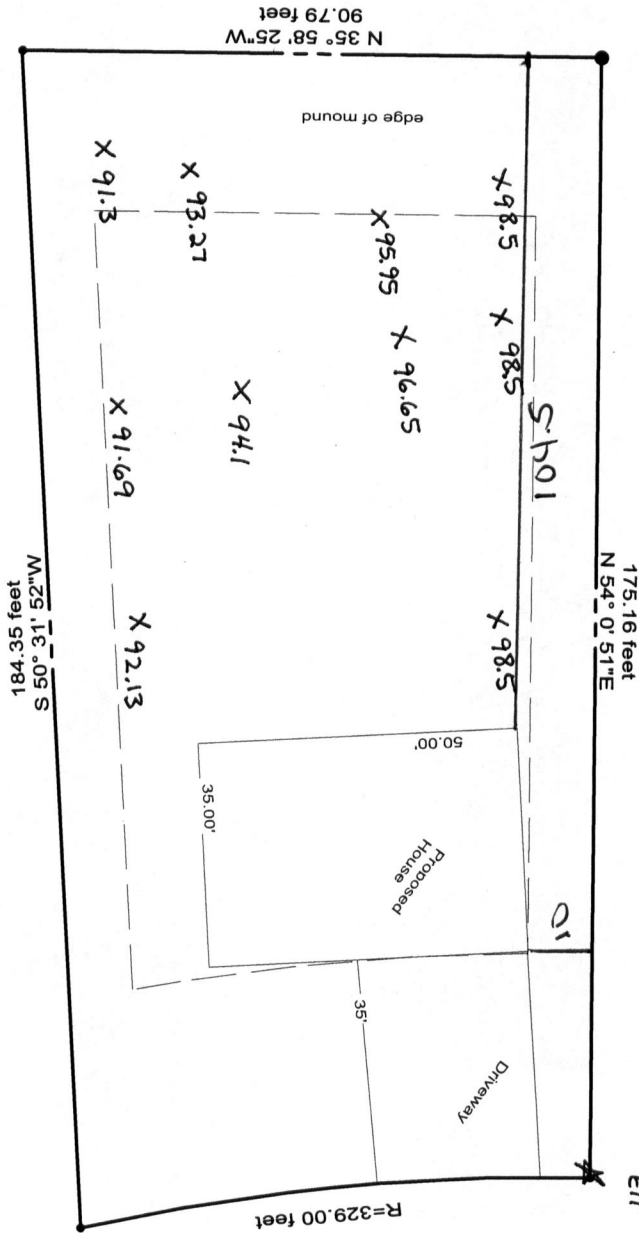 90.79 feet
N 35° 58' 25"W
edge of mound
X 91.3
X 93.27
X 95.95
X 98.5
X 96.65
X 98.5
X 94.1
X 91.69
104.5
X 92.13
X 98.5
184.35 feet
S 50° 31' 52"W
175.16 feet
N 54° 0' 51"E
50.00'
35.00'
Proposed
House
10
35'
Driveway
R=329.00 feet